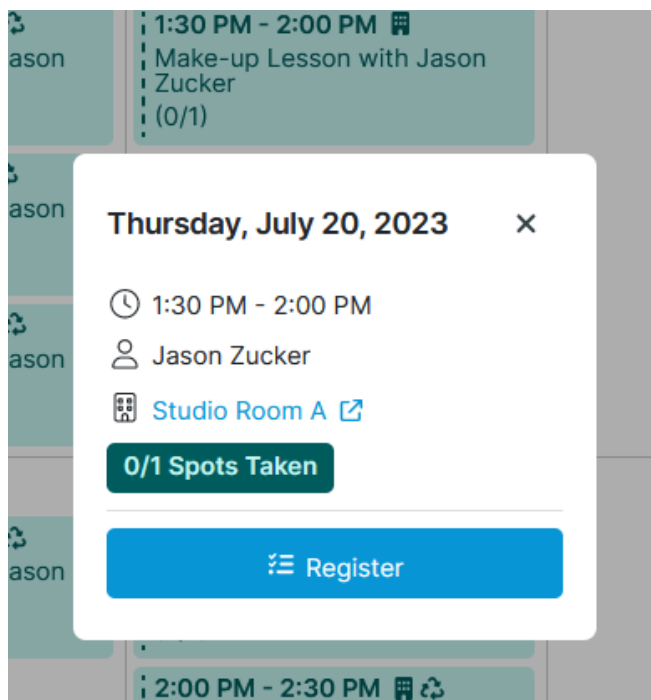 ason
1:30 PM - 2:00 PM
Make-up Lesson with Jason
Zucker
(0/1)
ason
Thursday, July 20, 2023
1:30 PM - 2:00 PM
Jason Zucker
Studio Room A
0/1 Spots Taken
Register
ason
ason
2:00 PM - 2:30 PM